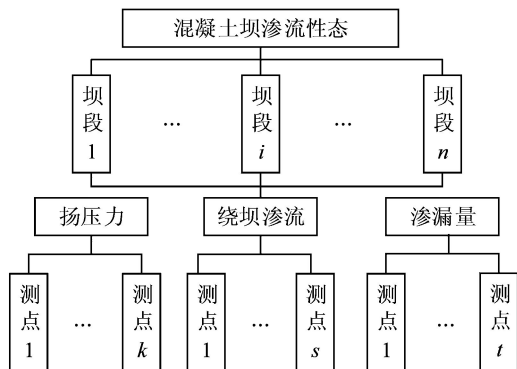 混凝土坝渗流性态
坝段1
...
坝段i
...
坝段n
扬压力
绕坝渗流
渗漏量
测点1
...
测点k
测点1
...
测点s
测点1
...
测点t